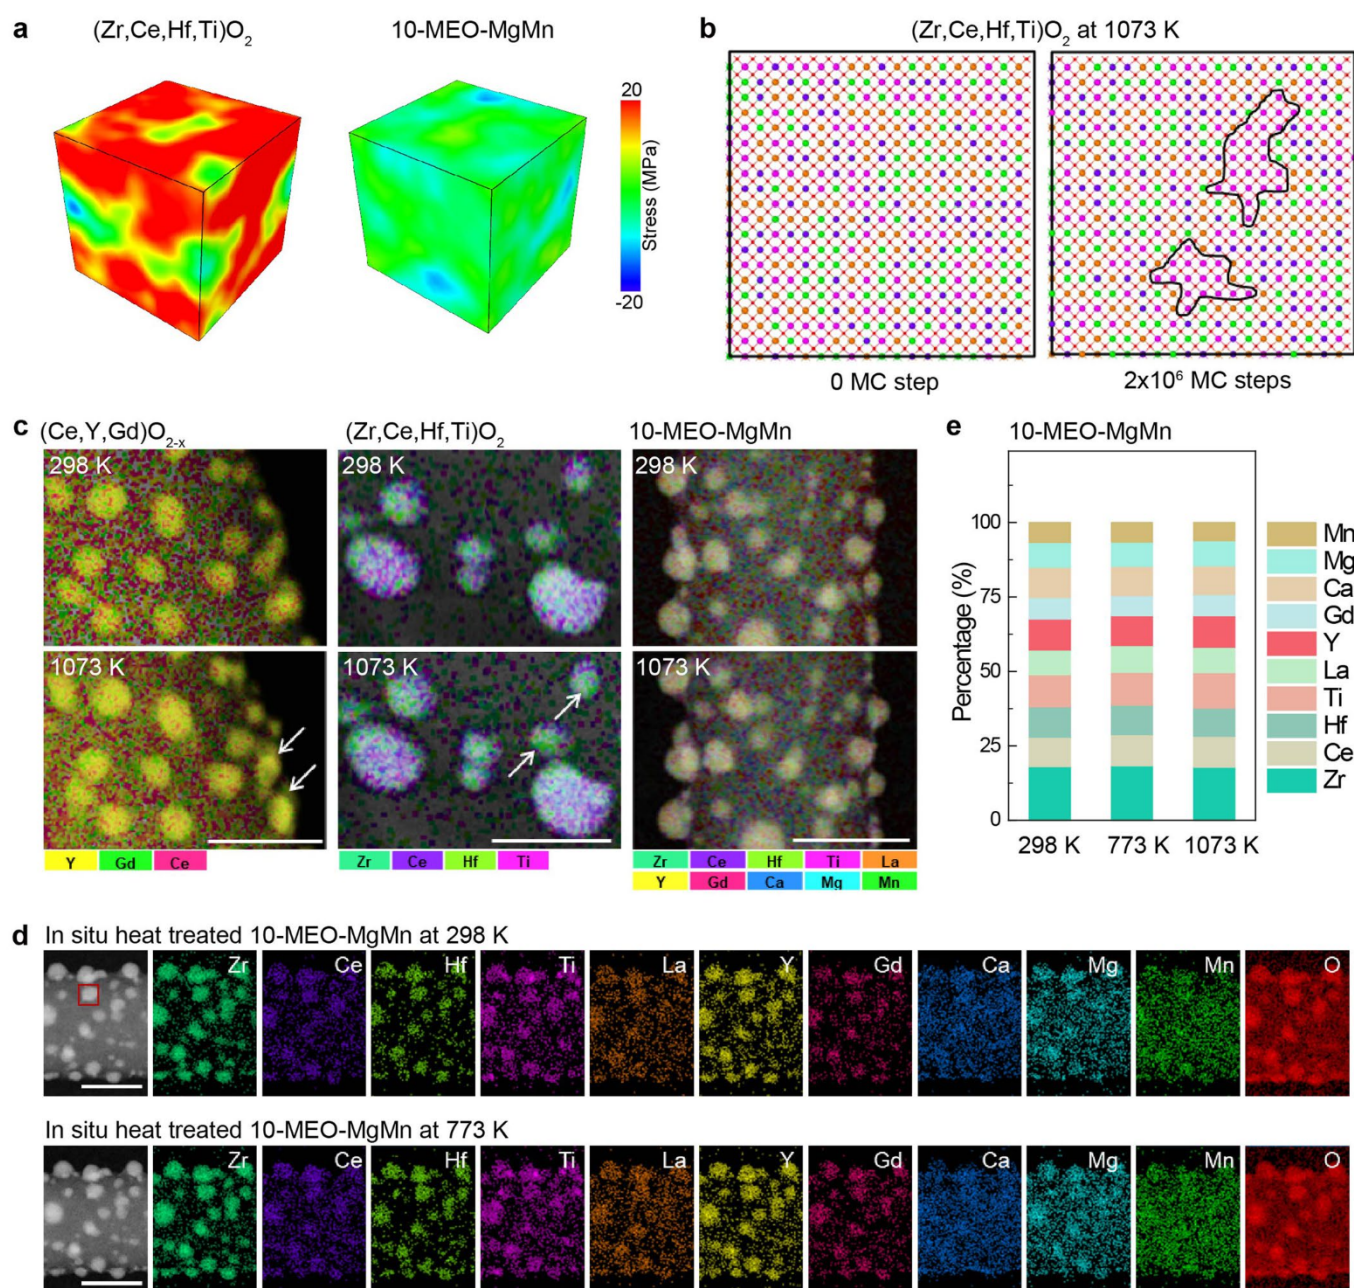 a
(Zr,Ce,Hf,Ti)O₂
10-MEO-MgMn
20
Stress (MPa)
-20
b
(Zr,Ce,Hf,Ti)O₂ at 1073 K
0 MC step
2x10⁶ MC steps
c
(Ce,Y,Gd)O₂₋ₓ
(Zr,Ce,Hf,Ti)O₂
10-MEO-MgMn
298 K
298 K
298 K
1073 K
1073 K
1073 K
Y Gd Ce
Zr Ce Hf Ti
Zr Ce Hf Ti La
Y Gd Ca Mg Mn
e
10-MEO-MgMn
Percentage (%)
100
75
50
25
0
298 K 773 K 1073 K
Mn
Mg
Ca
Gd
Y
La
Ti
Hf
Ce
Zr
d
In situ heat treated 10-MEO-MgMn at 298 K
Zr Ce Hf Ti La Y Gd Ca Mg Mn O
In situ heat treated 10-MEO-MgMn at 773 K
Zr Ce Hf Ti La Y Gd Ca Mg Mn O